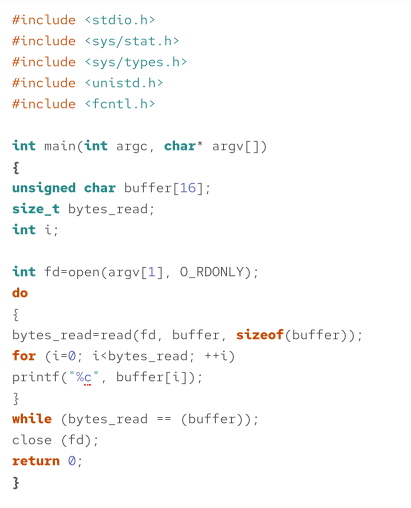 #include <stdio.h>
#include <sys/stat.h>
#include <sys/types.h>
#include <unistd.h>
#include <fcntl.h>
int main(int argc, char* argv[])
{
unsigned char buffer[16];
size_t bytes_read;
int i;
int fd=open(argv[1], O_RDONLY);
do
{
bytes_read=read(fd, buffer, sizeof(buffer));
for (i=0; i<bytes_read; ++i)
printf("%c", buffer[i]);
}
while (bytes_read == (buffer));
close (fd);
return 0;
}